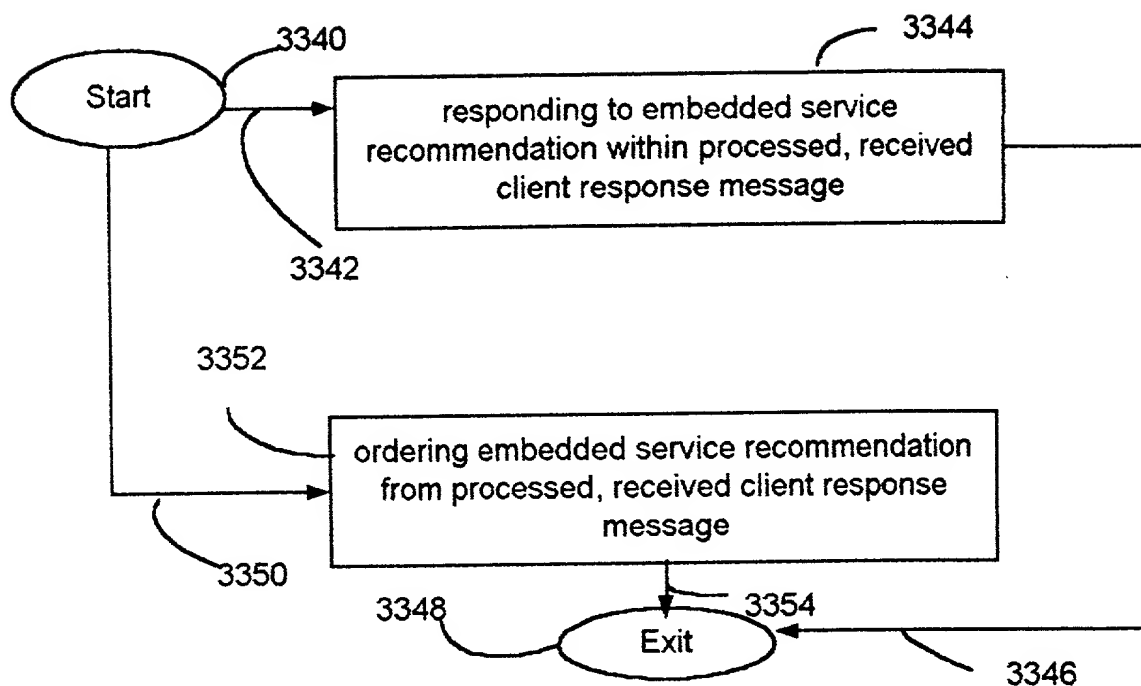 3340
3344
Start
responding to embedded service
recommendation within processed, received
client response message
3342
3352
ordering embedded service recommendation
from processed, received client response
message
3350
3354
3348
Exit
3346